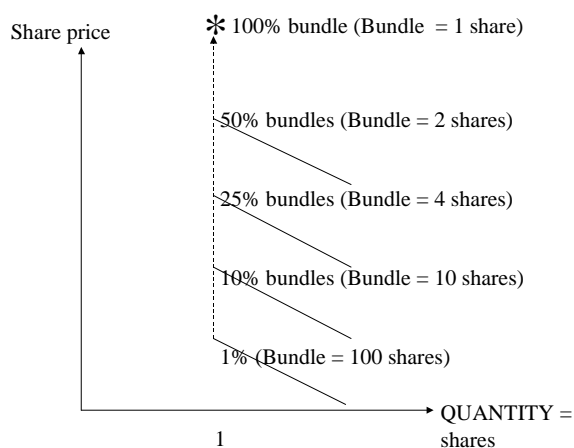 Share price
* 100% bundle (Bundle = 1 share)
50% bundles (Bundle = 2 shares)
25% bundles (Bundle = 4 shares)
10% bundles (Bundle = 10 shares)
1% (Bundle = 100 shares)
1
QUANTITY =
shares